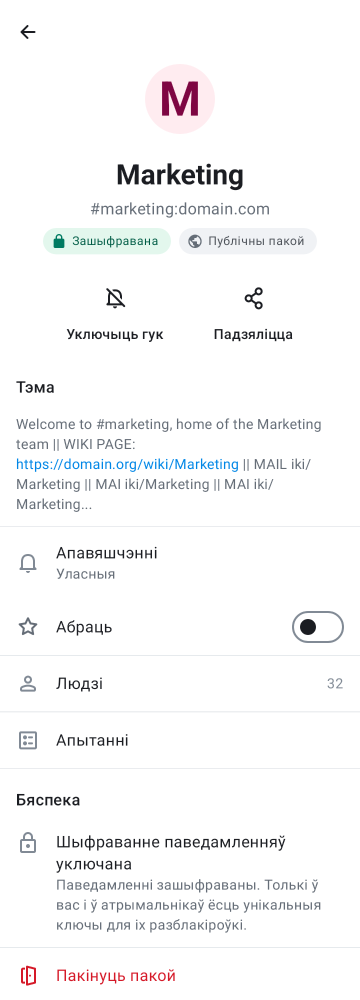 M
Marketing
#marketing:domain.com
Зашыфравана
Публічны пакой
Уключыць гук
Падзяліцца
Тэма
Welcome to #marketing, home of the Marketing
team || WIKI PAGE:
https://domain.org/wiki/Marketing || MAIL iki/
Marketing || MAI iki/Marketing || MAI iki/
Marketing...
Апавяшчэнні
Уласныя
Абраць
Людзі
32
Апытанні
Бяспека
Шыфраванне паведамленняў
уключана
Паведамленні зашыфраваны. Толькі ў
вас і ў атрымальнікаў ёсць унікальныя
ключы для іх разблакіроўкі.
Пакінуць пакой